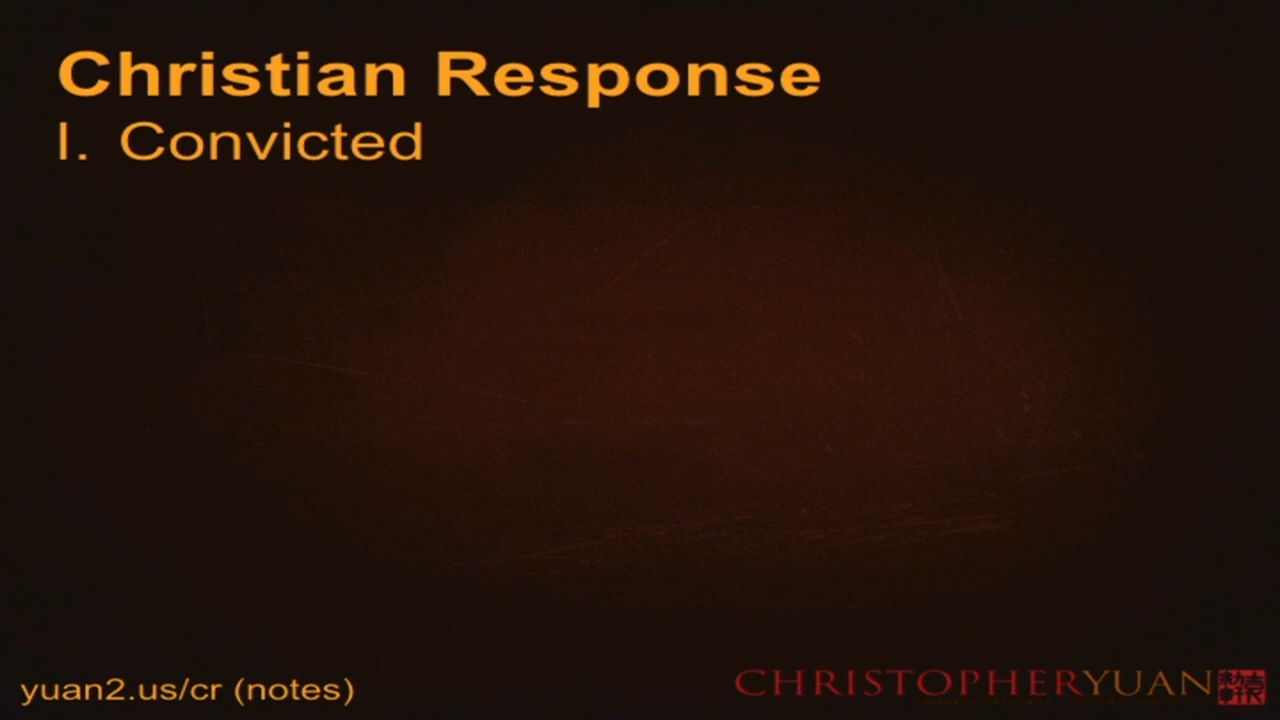 Christian Response
I. Convicted
yuan2.us/cr (notes)
CHRISTOPHERYUAN